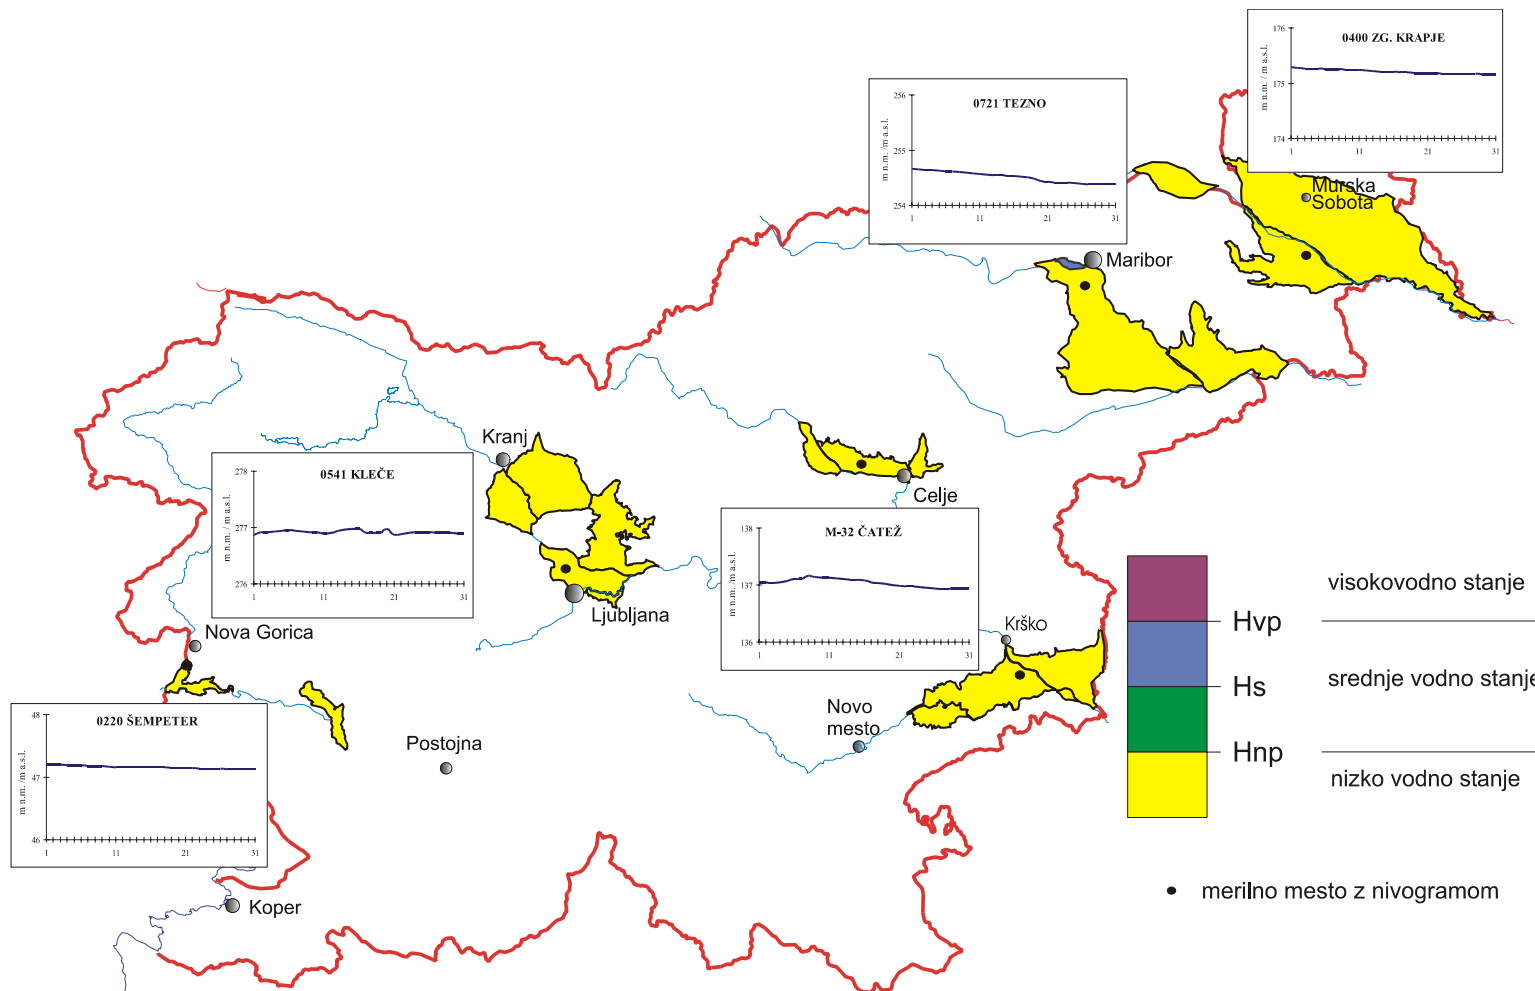 0400 ZG. KRAPJE
m n.m. / m a.s.l.
176
175
174
1
11
21
31
0721 TEZNO
m n.m. /m a.s.l.
256
255
254
1
11
21
31
Murska
Sobota
Maribor
Kranj
0541 KLEČE
m n.m. / m a.s.l.
278
277
276
1
11
21
31
Celje
M-32 ČATEŽ
m n.m. /m a.s.l.
138
137
136
1
11
21
31
Ljubljana
Nova Gorica
Krško
0220 ŠEMPETER
m n.m. /m a.s.l.
48
47
46
1
11
21
31
Postojna
Novo
mesto
Koper
visokovodno stanje
Hvp
srednje vodno stanje
Hs
Hnp
nizko vodno stanje
merilno mesto z nivogramom